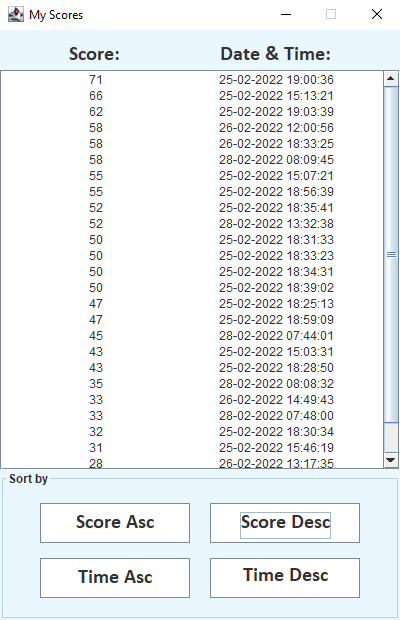 My Scores
Score: Date & Time:
71 25-02-2022 19:00:36
66 25-02-2022 15:13:21
62 25-02-2022 19:03:39
58 26-02-2022 12:00:56
58 26-02-2022 18:33:25
58 28-02-2022 08:09:45
55 25-02-2022 15:07:21
55 25-02-2022 18:56:39
52 25-02-2022 18:35:41
52 28-02-2022 13:32:38
50 25-02-2022 18:31:33
50 25-02-2022 18:33:23
50 25-02-2022 18:34:31
50 25-02-2022 18:39:02
47 25-02-2022 18:25:13
47 25-02-2022 18:59:09
45 28-02-2022 07:44:01
43 25-02-2022 15:03:31
43 25-02-2022 18:28:50
35 28-02-2022 08:08:32
33 26-02-2022 14:49:43
33 28-02-2022 07:48:00
32 25-02-2022 18:30:34
31 25-02-2022 15:46:19
28 26-02-2022 13:17:35
Sort by
Score Asc Score Desc
Time Asc Time Desc